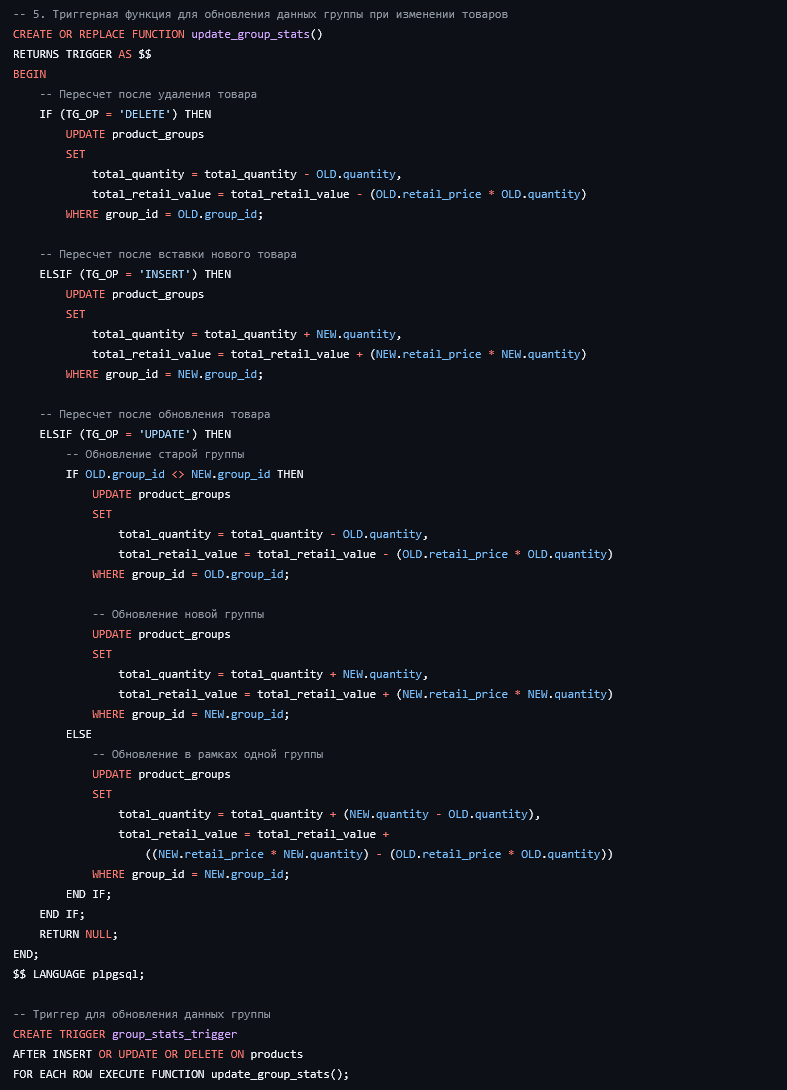 -- 5. Триггерная функция для обновления данных группы при изменении товаров
CREATE OR REPLACE FUNCTION update_group_stats()
RETURNS TRIGGER AS $$
BEGIN
    -- Пересчет после удаления товара
    IF (TG_OP = 'DELETE') THEN
        UPDATE product_groups
        SET
            total_quantity = total_quantity - OLD.quantity,
            total_retail_value = total_retail_value - (OLD.retail_price * OLD.quantity)
        WHERE group_id = OLD.group_id;

    -- Пересчет после вставки нового товара
    ELSIF (TG_OP = 'INSERT') THEN
        UPDATE product_groups
        SET
            total_quantity = total_quantity + NEW.quantity,
            total_retail_value = total_retail_value + (NEW.retail_price * NEW.quantity)
        WHERE group_id = NEW.group_id;

    -- Пересчет после обновления товара
    ELSIF (TG_OP = 'UPDATE') THEN
        -- Обновление старой группы
        IF OLD.group_id <> NEW.group_id THEN
            UPDATE product_groups
            SET
                total_quantity = total_quantity - OLD.quantity,
                total_retail_value = total_retail_value - (OLD.retail_price * OLD.quantity)
            WHERE group_id = OLD.group_id;

            -- Обновление новой группы
            UPDATE product_groups
            SET
                total_quantity = total_quantity + NEW.quantity,
                total_retail_value = total_retail_value + (NEW.retail_price * NEW.quantity)
            WHERE group_id = NEW.group_id;
        ELSE
            -- Обновление в рамках одной группы
            UPDATE product_groups
            SET
                total_quantity = total_quantity + (NEW.quantity - OLD.quantity),
                total_retail_value = total_retail_value +
                    ((NEW.retail_price * NEW.quantity) - (OLD.retail_price * OLD.quantity))
            WHERE group_id = NEW.group_id;
        END IF;
    END IF;
    RETURN NULL;
END;
$$ LANGUAGE plpgsql;

-- Триггер для обновления данных группы
CREATE TRIGGER group_stats_trigger
AFTER INSERT OR UPDATE OR DELETE ON products
FOR EACH ROW EXECUTE FUNCTION update_group_stats();